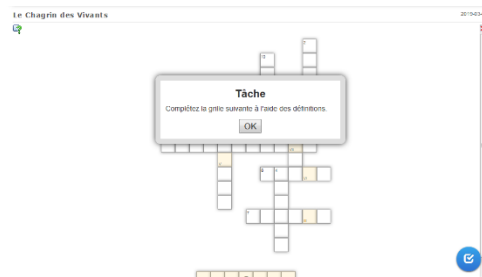 Le Chagrin des Vivants
Tâche
Complétez la grille suivante à l'aide des définitions.
OK